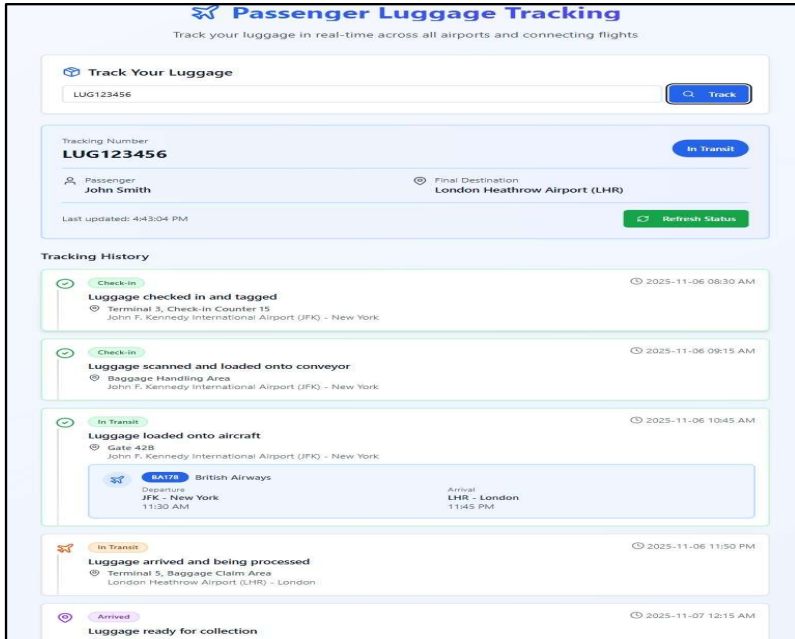 Passenger Luggage Tracking
Track your luggage in real-time across all airports and connecting flights
Track Your Luggage
LUG123456
Track
Tracking Number
LUG123456
In Transit
Passenger
John Smith
Final Destination
London Heathrow Airport (LHR)
Last updated: 4:43:04 PM
Refresh Status
Tracking History
Check-in
2025-11-06 08:30 AM
Luggage checked in and tagged
Terminal 3, Check-in Counter 15
John F. Kennedy International Airport (JFK) - New York
Check-in
2025-11-06 09:15 AM
Luggage scanned and loaded onto conveyor
Baggage Handling Area
John F. Kennedy International Airport (JFK) - New York
In Transit
2025-11-06 10:45 AM
Luggage loaded onto aircraft
Gate 42B
John F. Kennedy International Airport (JFK) - New York
BA178 British Airways
Departure
JFK - New York
11:30 AM
Arrival
LHR - London
11:45 PM
In Transit
2025-11-06 11:50 PM
Luggage arrived and being processed
Terminal 5, Baggage Claim Area
London Heathrow Airport (LHR) - London
Arrived
2025-11-07 12:15 AM
Luggage ready for collection